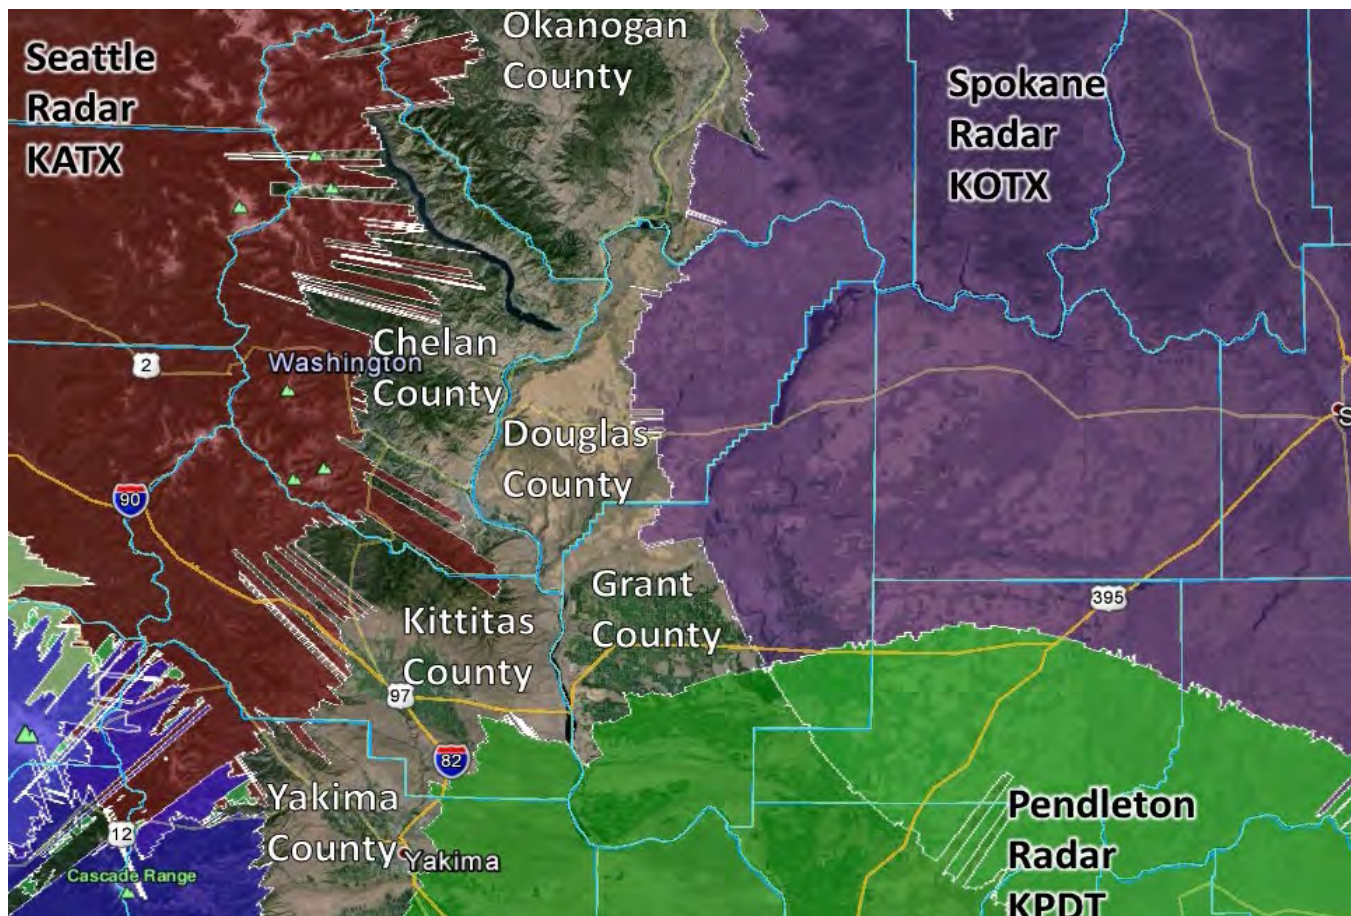 Okanogan
County
Seattle
Radar
KATX
Spokane
Radar
KOTX
Chelan
County
Washington
2
Douglas
County
S
90
Grant
County
395
Kittitas
County
97
82
Yakima
County
Yakima
Pendleton
Radar
KPDT
12
Cascade Range